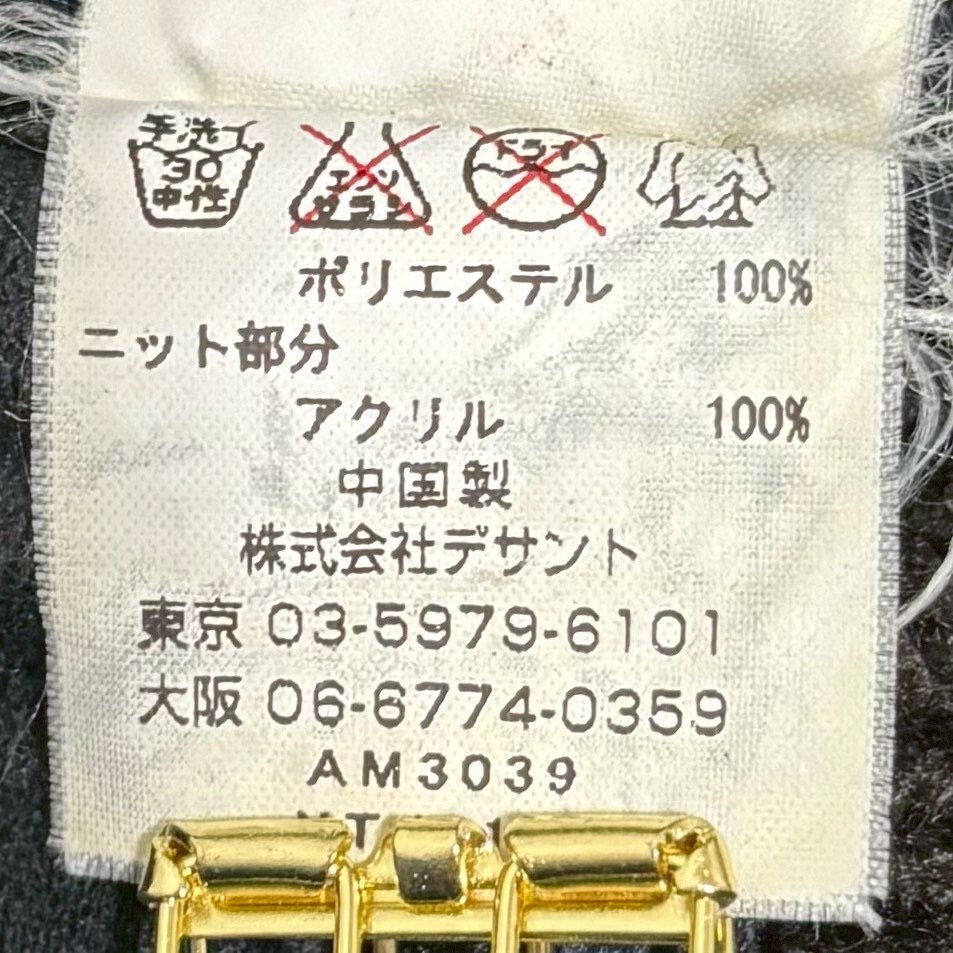 手洗イ
30
中性
エンソ
サラシ
ドライ
ポリエステル 100%
ニット部分
アクリル 100%
中国製
株式会社デサント
東京 03-5979-6101
大阪 06-6774-0359
AM3039